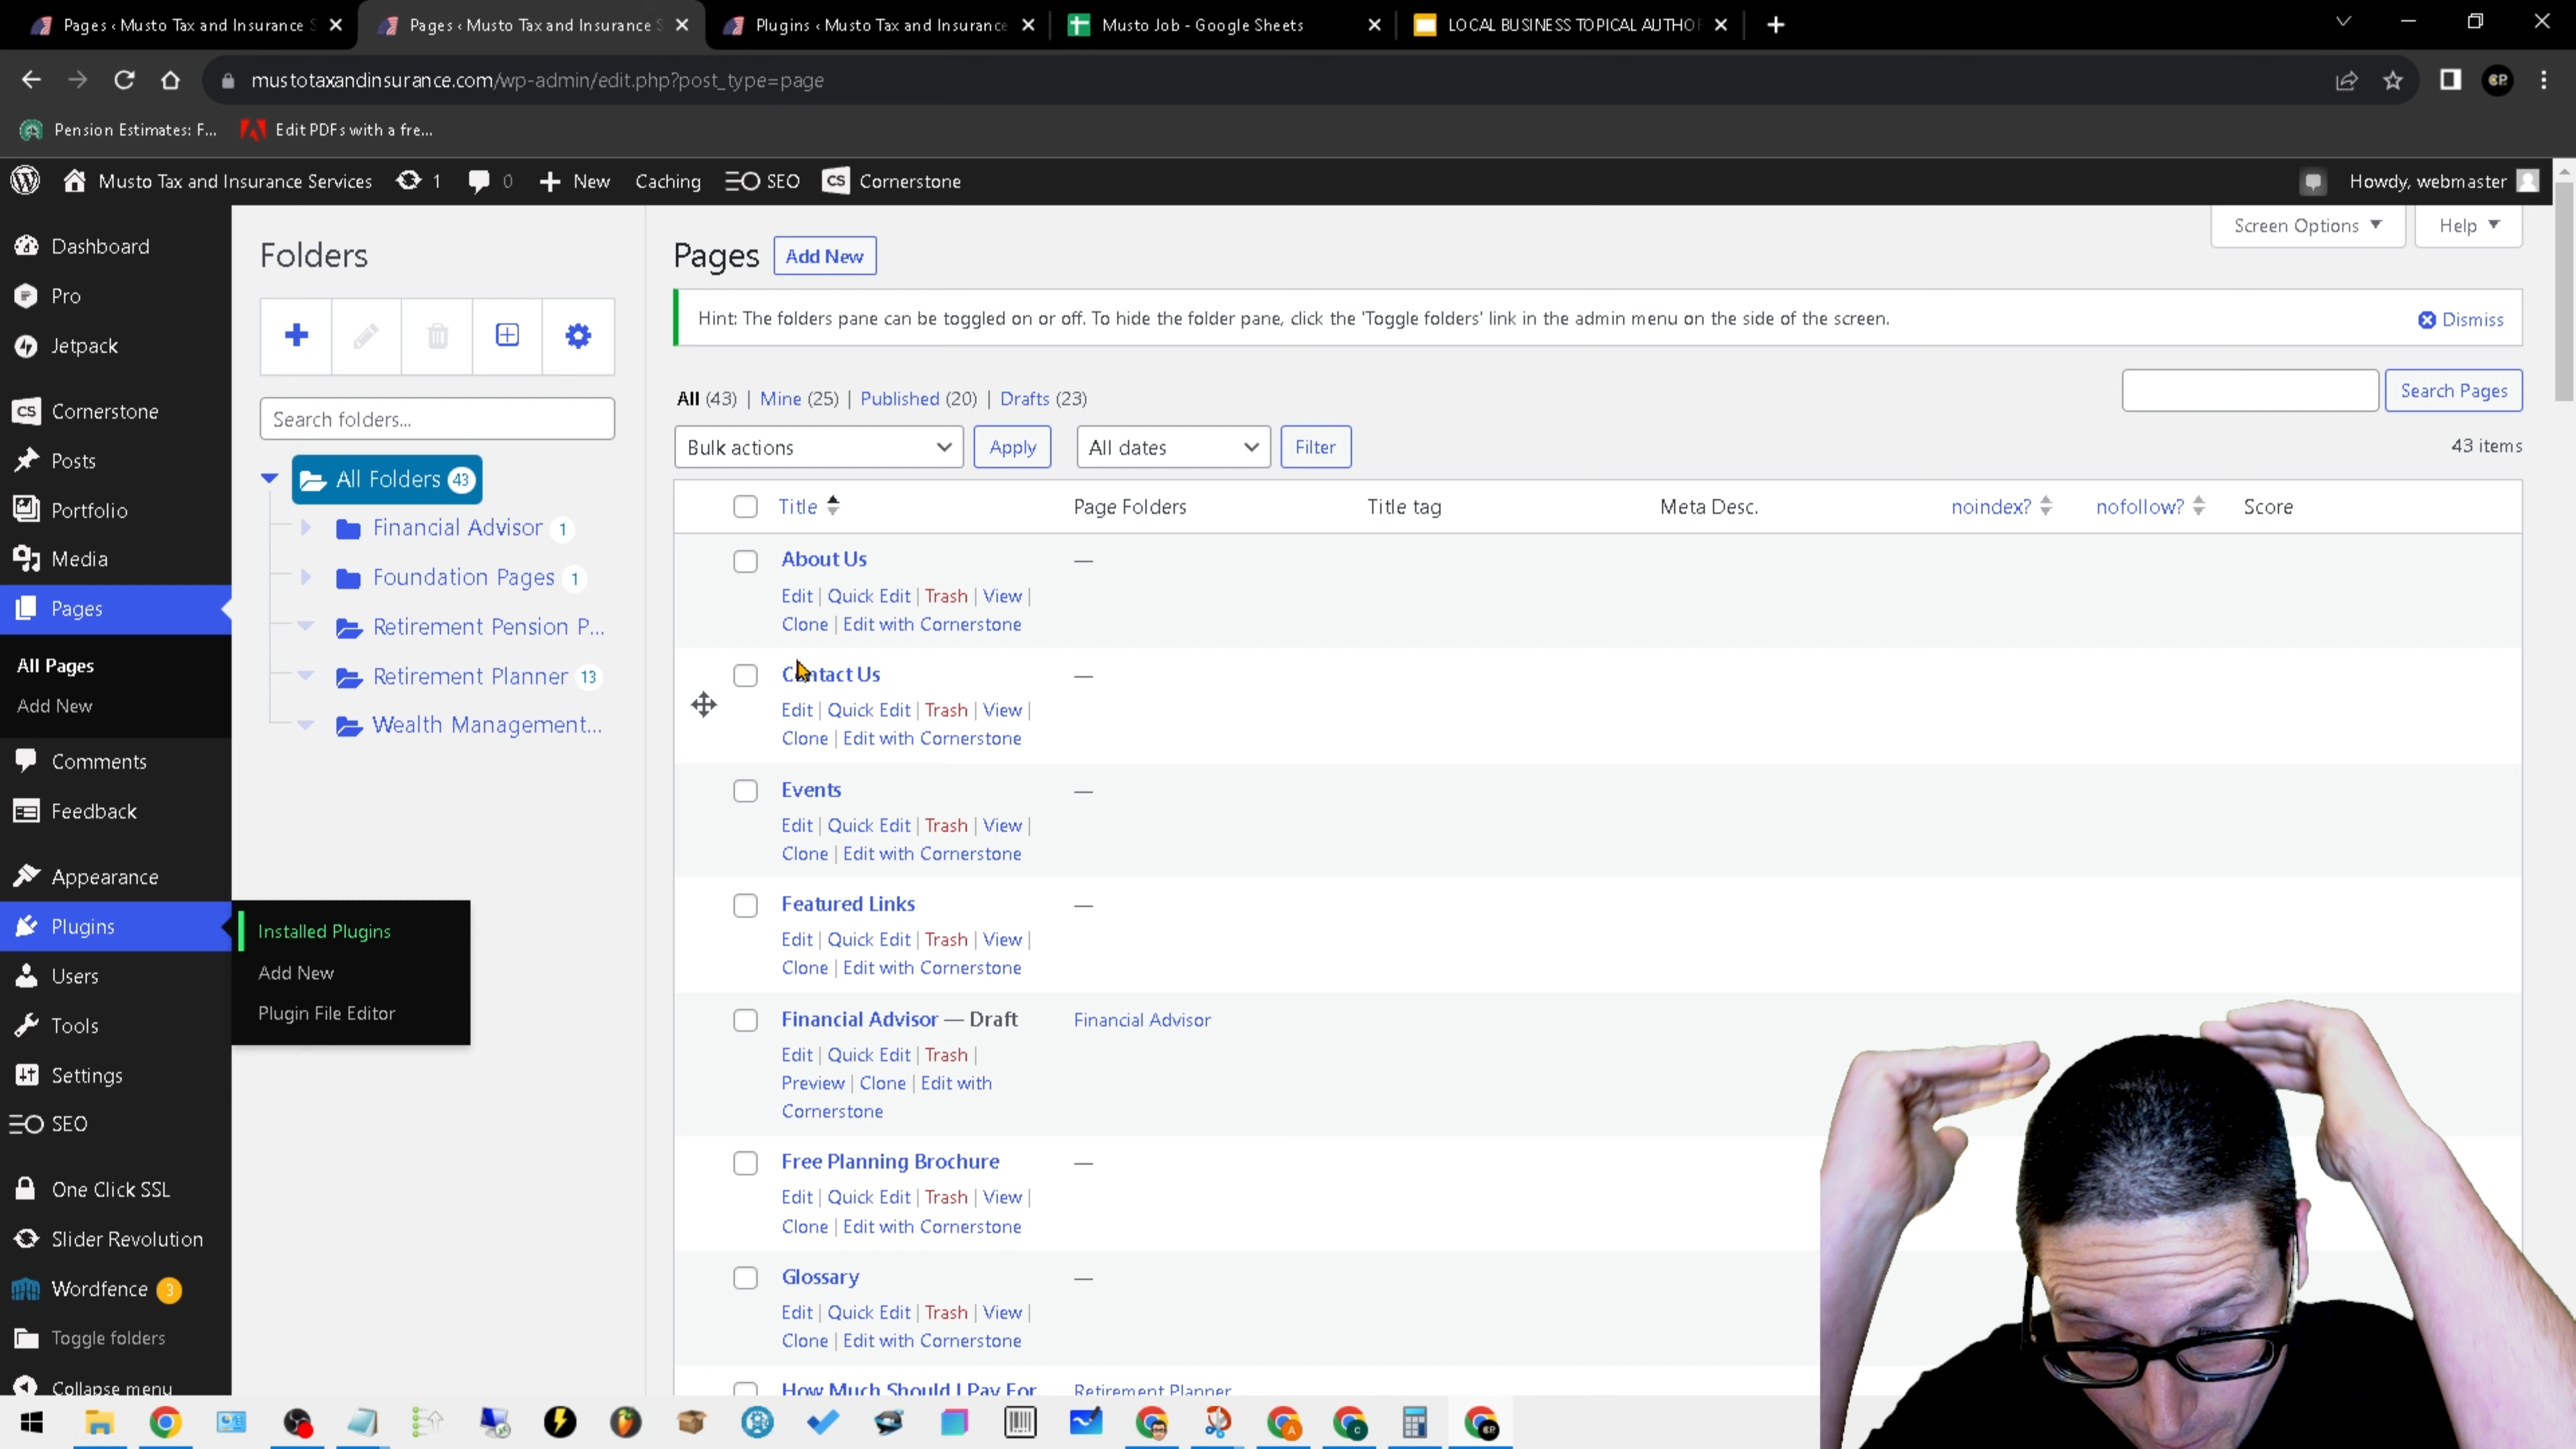 Pages ‹ Musto Tax and Insurance S
Pages ‹ Musto Tax and Insurance S
Plugins ‹ Musto Tax and Insurance
Musto Job - Google Sheets
LOCAL BUSINESS TOPICAL AUTHOR
mustotaxandinsurance.com/wp-admin/edit.php?post_type=page
Pension Estimates: F...
Edit PDFs with a fre...
Musto Tax and Insurance Services
1
0
New
Caching
SEO
CS Cornerstone
Howdy, webmaster
Dashboard
Pro
Jetpack
CS Cornerstone
Posts
Portfolio
Media
Pages
All Pages
Add New
Comments
Feedback
Appearance
Plugins
Users
Tools
Settings
SEO
One Click SSL
Slider Revolution
Wordfence 3
Toggle folders
Collapse menu
Installed Plugins
Add New
Plugin File Editor
Folders
Search folders...
All Folders 43
Financial Advisor 1
Foundation Pages 1
Retirement Pension P...
Retirement Planner 13
Wealth Management...
Screen Options
Help
Pages
Add New
Hint: The folders pane can be toggled on or off. To hide the folder pane, click the 'Toggle folders' link in the admin menu on the side of the screen.
Dismiss
All (43) | Mine (25) | Published (20) | Drafts (23)
Search Pages
Bulk actions
Apply
All dates
Filter
43 items
Title
Page Folders
Title tag
Meta Desc.
noindex?
nofollow?
Score
About Us
—
Edit | Quick Edit | Trash | View |
Clone | Edit with Cornerstone
Contact Us
—
Edit | Quick Edit | Trash | View |
Clone | Edit with Cornerstone
Events
—
Edit | Quick Edit | Trash | View |
Clone | Edit with Cornerstone
Featured Links
—
Edit | Quick Edit | Trash | View |
Clone | Edit with Cornerstone
Financial Advisor — Draft
Financial Advisor
Edit | Quick Edit | Trash |
Preview | Clone | Edit with
Cornerstone
Free Planning Brochure
—
Edit | Quick Edit | Trash | View |
Clone | Edit with Cornerstone
Glossary
—
Edit | Quick Edit | Trash | View |
Clone | Edit with Cornerstone
How Much Should I Pay For
Retirement Planner